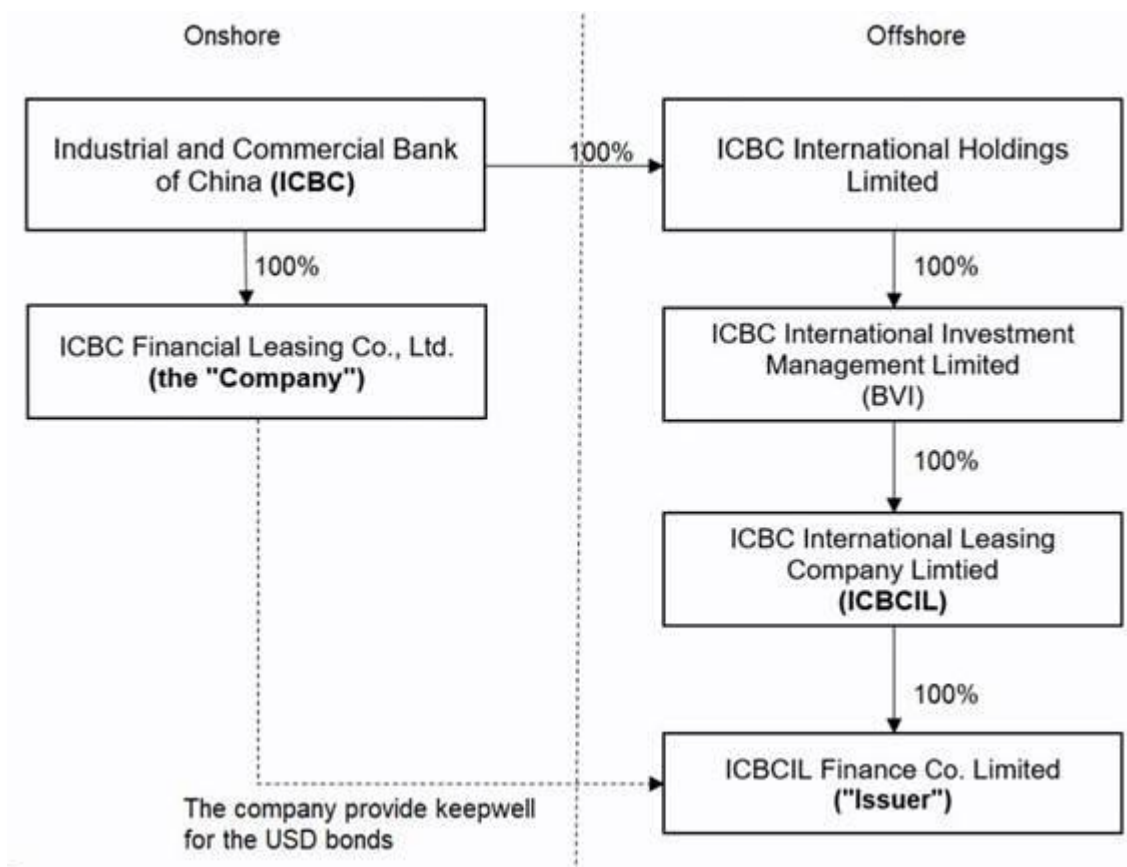 Onshore
Offshore
Industrial and Commercial Bank
of China (ICBC)
100%
ICBC International Holdings
Limited
100%
100%
ICBC Financial Leasing Co., Ltd.
(the "Company")
ICBC International Investment
Management Limited
(BVI)
100%
ICBC International Leasing
Company Limtied
(ICBCIL)
100%
ICBCIL Finance Co. Limited
("Issuer")
The company provide keepwell
for the USD bonds